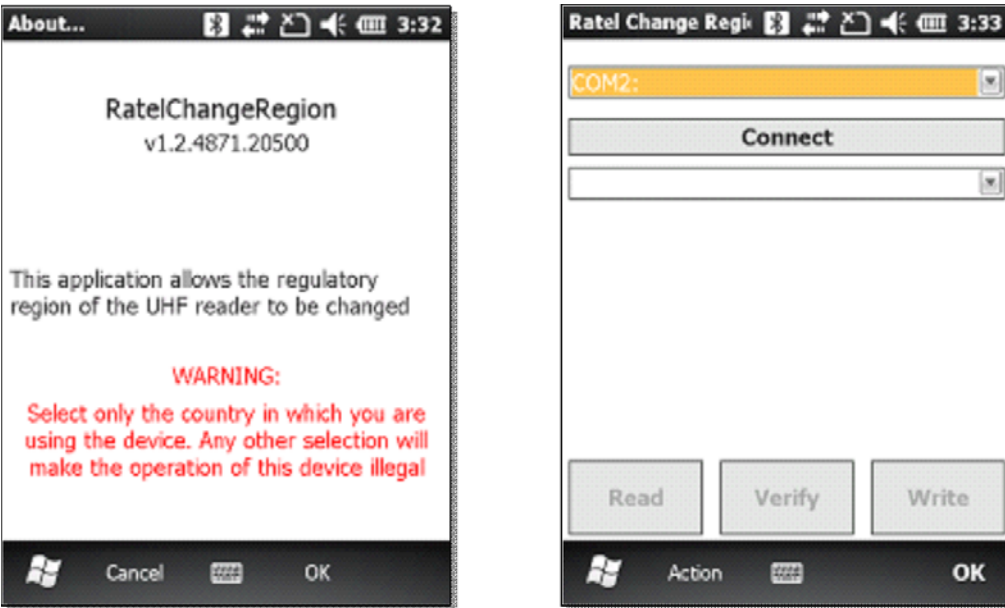 About... 3:32
RatelChangeRegion
v1.2.4871.20500
This application allows the regulatory
region of the UHF reader to be changed
WARNING:
Select only the country in which you are
using the device. Any other selection will
make the operation of this device illegal
Cancel OK
Ratel Change Regi 3:33
COM2:
Connect
Read Verify Write
Action OK